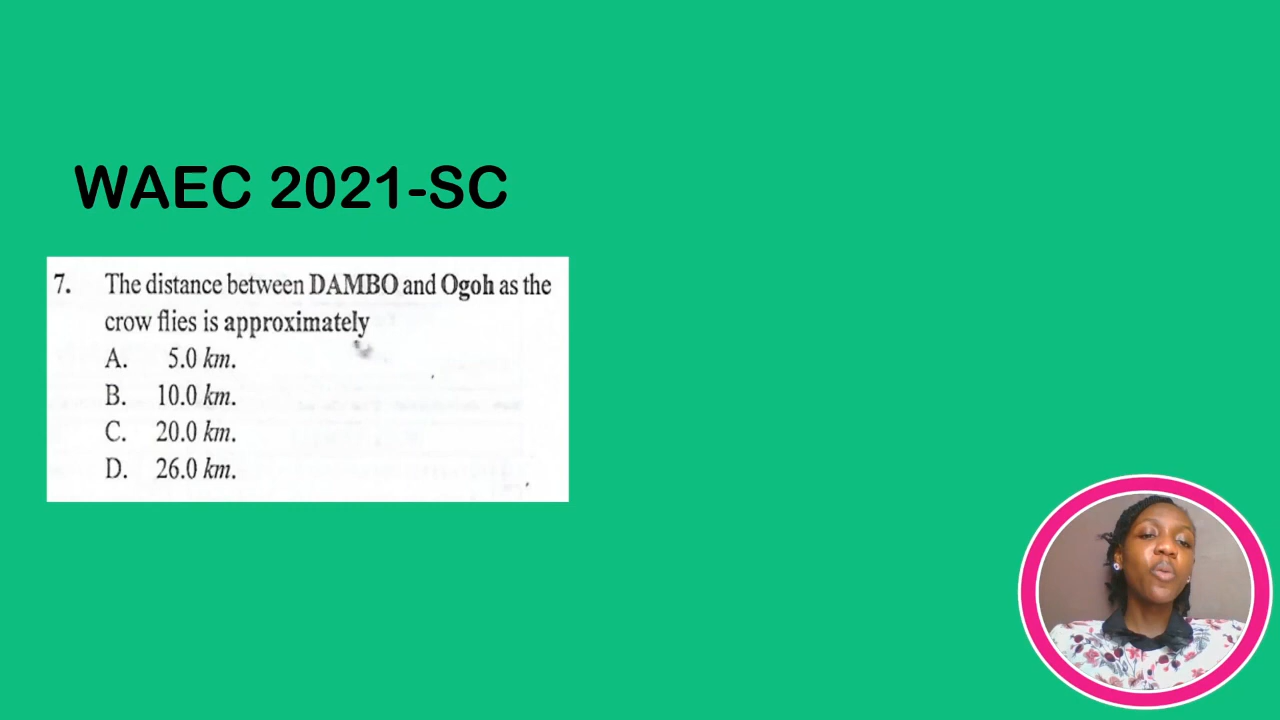 WAEC 2021-SC
7. The distance between DAMBO and Ogoh as the
crow flies is approximately
A. 5.0 km.
B. 10.0 km.
C. 20.0 km.
D. 26.0 km.